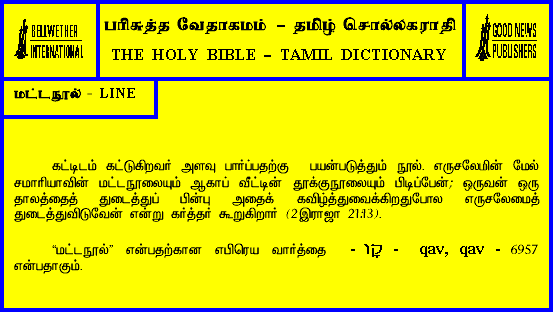 BELLWETHER
INTERNATIONAL
பரிசுத்த வேதாகமம் – தமிழ் சொல்லகராதி
THE HOLY BIBLE – TAMIL DICTIONARY
GOOD NEWS
PUBLISHERS
மட்டநூல் - LINE
கட்டிடம் கட்டுகிறவர் அளவு பார்ப்பதற்கு பயன்படுத்தும் நூல். எருசலேமின் மேல்
சமாரியாவின் மட்டநூலையும் ஆகாப் வீட்டின் தூக்குநூலையும் பிடிப்பேன்; ஒருவன் ஒரு
தாலத்தைத் துடைத்துப் பின்பு அதைக் கவிழ்த்துவைக்கிறதுபோல எருசலேமைத்
துடைத்துவிடுவேன் என்று கர்த்தர் கூறுகிறார் (2இராஜா 21:13).
“மட்டநூல்” என்பதற்கான எபிரெய வார்த்தை - קָו - qav, qav - 6957
என்பதாகும்.